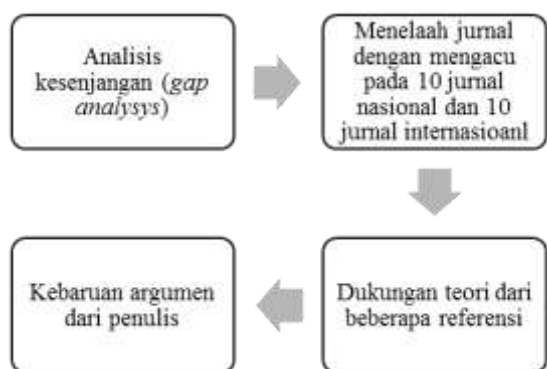 Analisis
kesenjangan (gap
analysys)
Menelaah jurnal
dengan mengacu
pada 10 jurnal
nasional dan 10
jurnal internasioanl
Dukungan teori dari
beberapa referensi
Kebaruan argumen
dari penulis